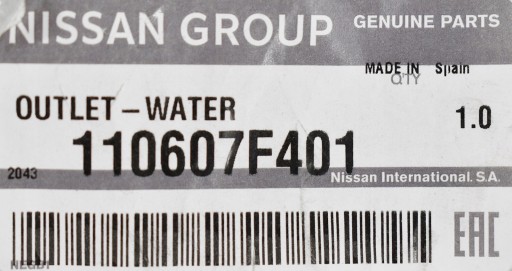 NISSAN GROUP GENUINE PARTS
MADE IN Spain
QTY
OUTLET-WATER 1.0
110607F401
2043
Nissan International. S.A.
EAC